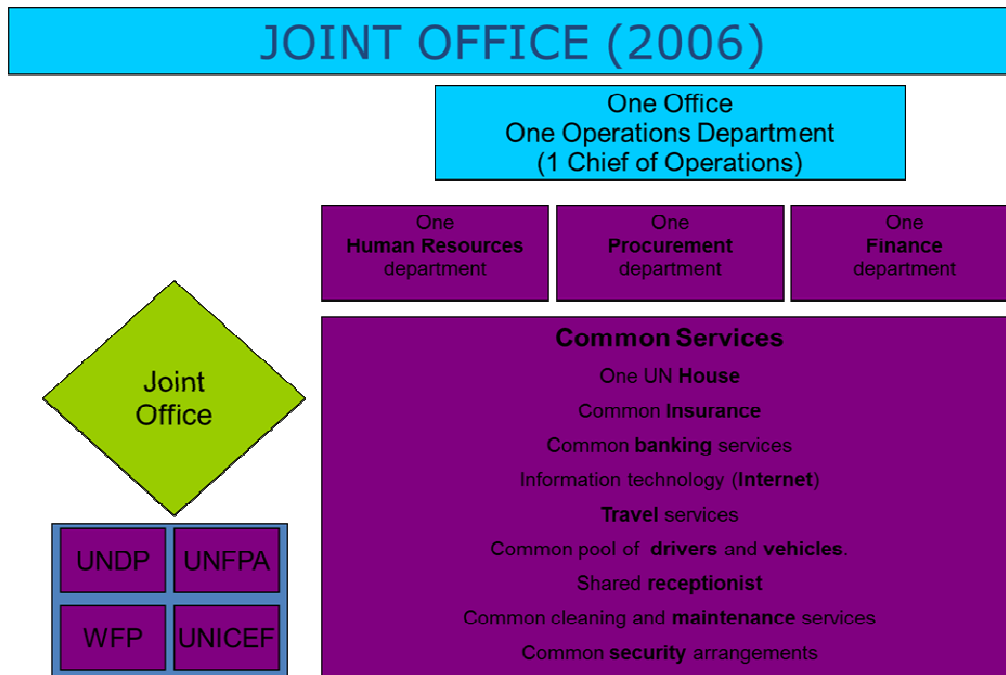 JOINT OFFICE (2006)
One Office
One Operations Department
(1 Chief of Operations)
One
Human Resources
department
One
Procurement
department
One
Finance
department
Joint
Office
UNDP
UNFPA
WFP
UNICEF
Common Services
One UN House
Common Insurance
Common banking services
Information technology (Internet)
Travel services
Common pool of drivers and vehicles.
Shared receptionist
Common cleaning and maintenance services
Common security arrangements